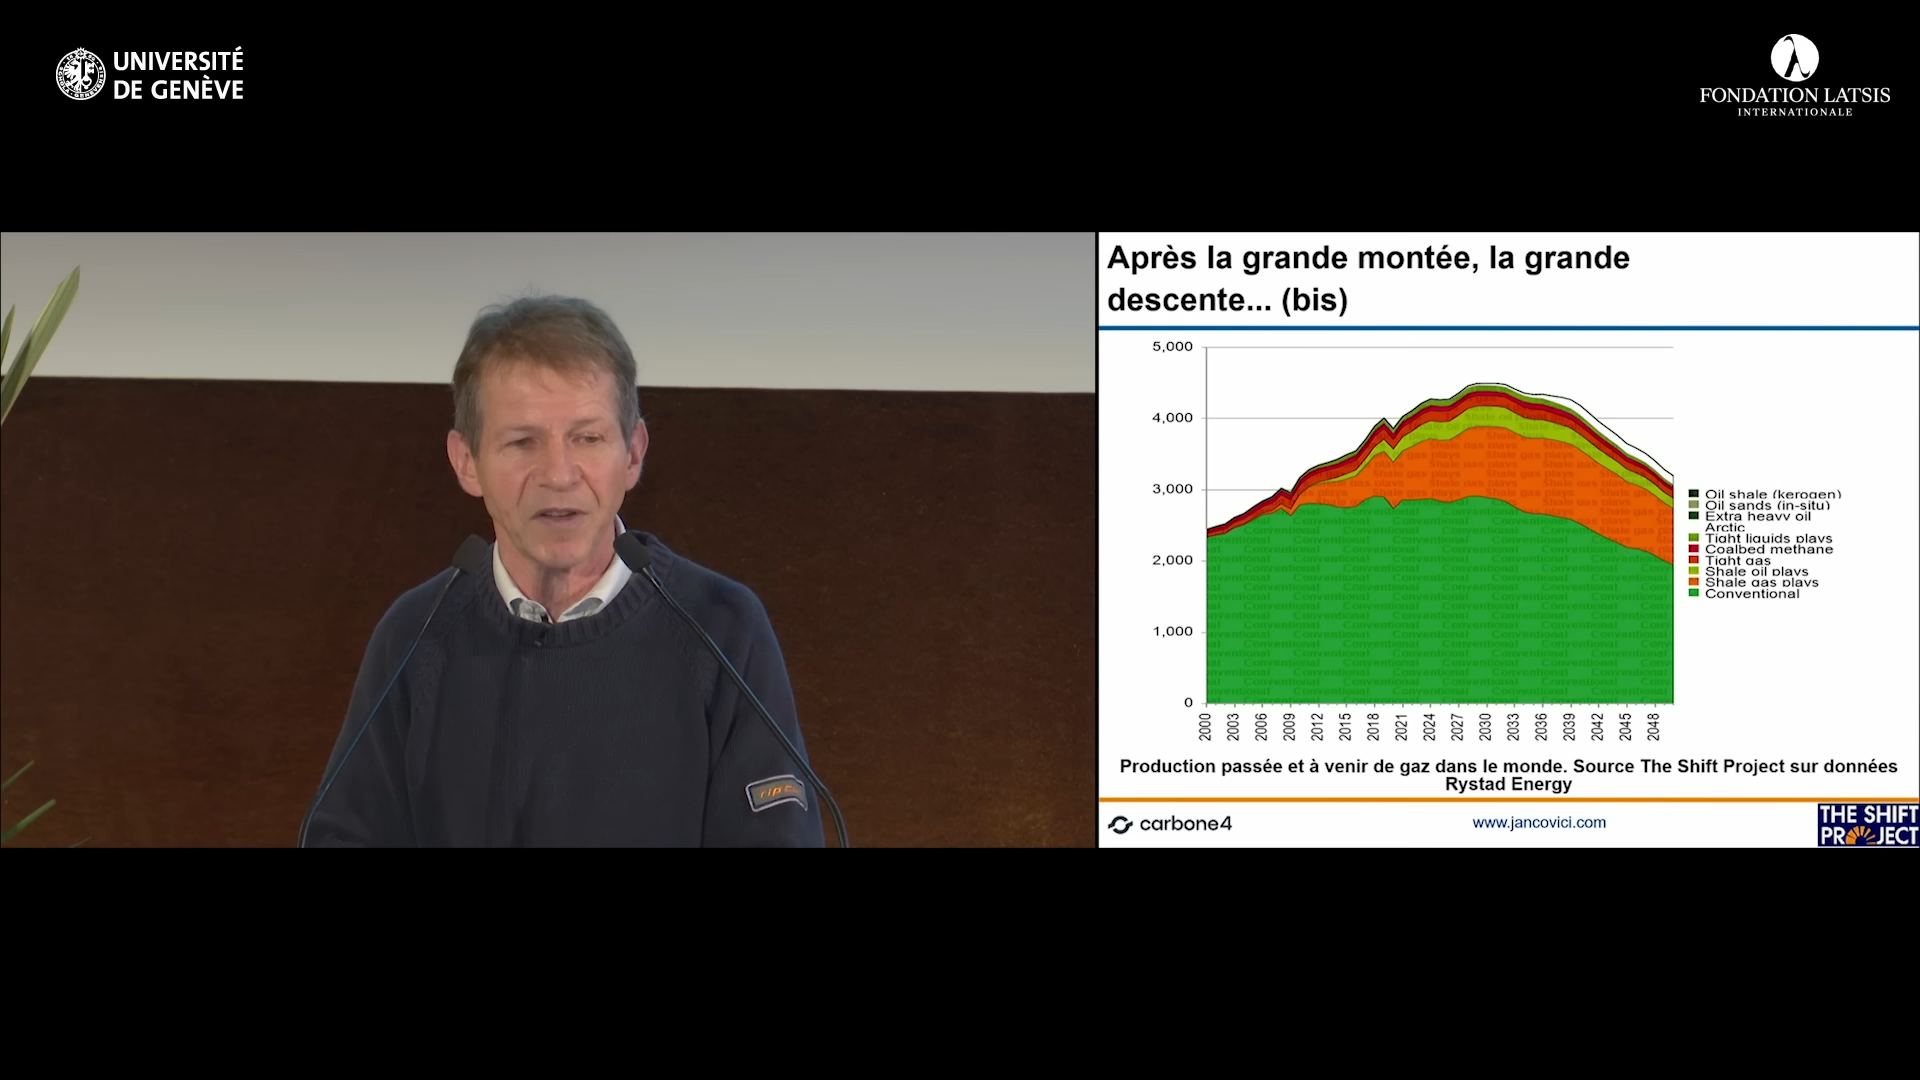 UNIVERSITÉ
DE GENÈVE
FONDATION LATSIS
INTERNATIONALE
Après la grande montée, la grande
descente... (bis)
5,000
4,000
3,000
2,000
1,000
0
2000
2003
2006
2009
2012
2015
2018
2021
2024
2027
2030
2033
2036
2039
2042
2045
2048
Oil shale (kerogen)
Oil sands (in-situ)
Extra heavy oil
Arctic
Tight liquids plays
Coalbed methane
Tight gas
Shale oil plays
Shale gas plays
Conventional
Production passée et à venir de gaz dans le monde. Source The Shift Project sur données
Rystad Energy
carbone4
www.jancovici.com
THE SHIFT
PROJECT